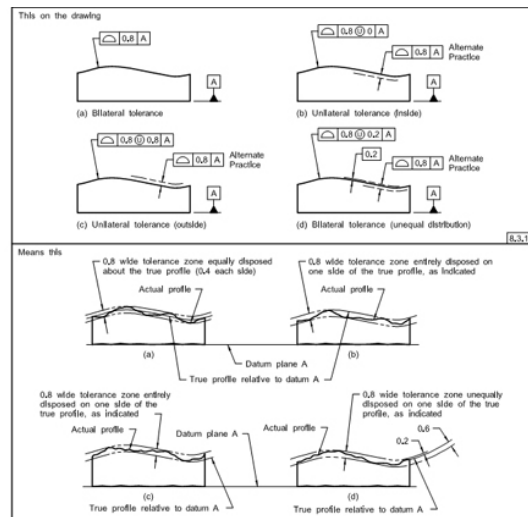 This on the drawing
⌓ 0.8 A
A
(a) Bilateral tolerance
⌓ 0.8 Ⓤ 0 A
⌓ 0.8 A
Alternate
Practice
A
(b) Unilateral tolerance (inside)
⌓ 0.8 Ⓤ 0.8 A
⌓ 0.8 A
Alternate
Practice
A
(c) Unilateral tolerance (outside)
⌓ 0.8 Ⓤ 0.2 A
0.2
⌓ 0.8 A
Alternate
Practice
A
(d) Bilateral tolerance (unequal distribution)
8.3.1
Means this
0.8 wide tolerance zone equally disposed
about the true profile (0.4 each side)
Actual profile
(a)
0.8 wide tolerance zone entirely disposed on
one side of the true profile, as indicated
Actual profile
(b)
Datum plane A
True profile relative to datum A
0.8 wide tolerance zone entirely
disposed on one side of the
true profile, as indicated
Actual profile
Datum plane A
(c)
True profile relative to datum A
0.8 wide tolerance zone unequally
disposed on one side of the true
profile, as indicated
Actual profile
0.2
0.6
(d)
True profile relative to datum A